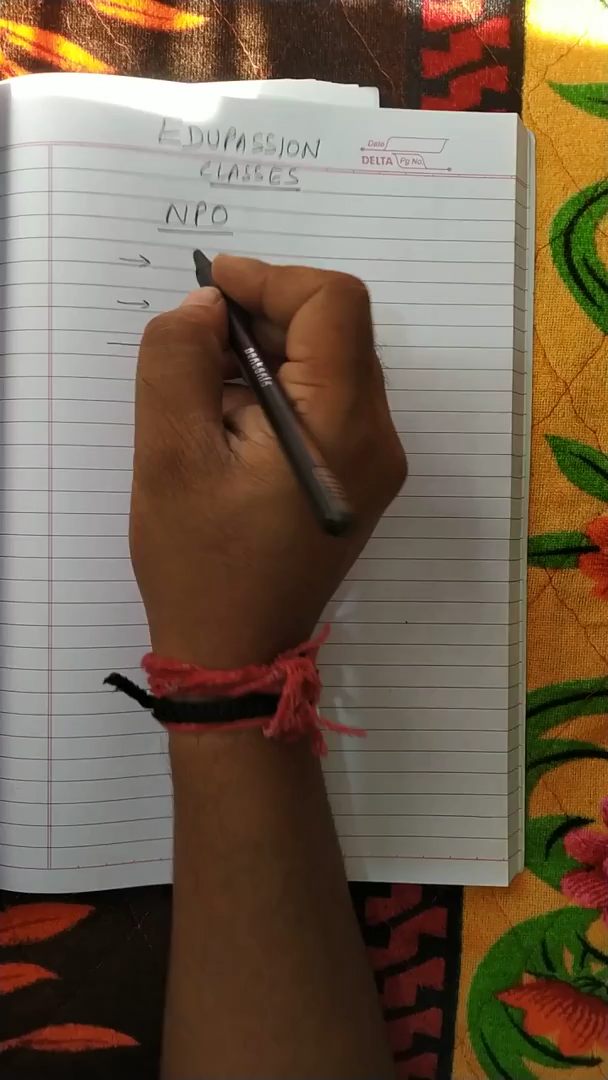 EDUPASSION
CLASSES
Date
DELTA Pg No.
NPO
→
→